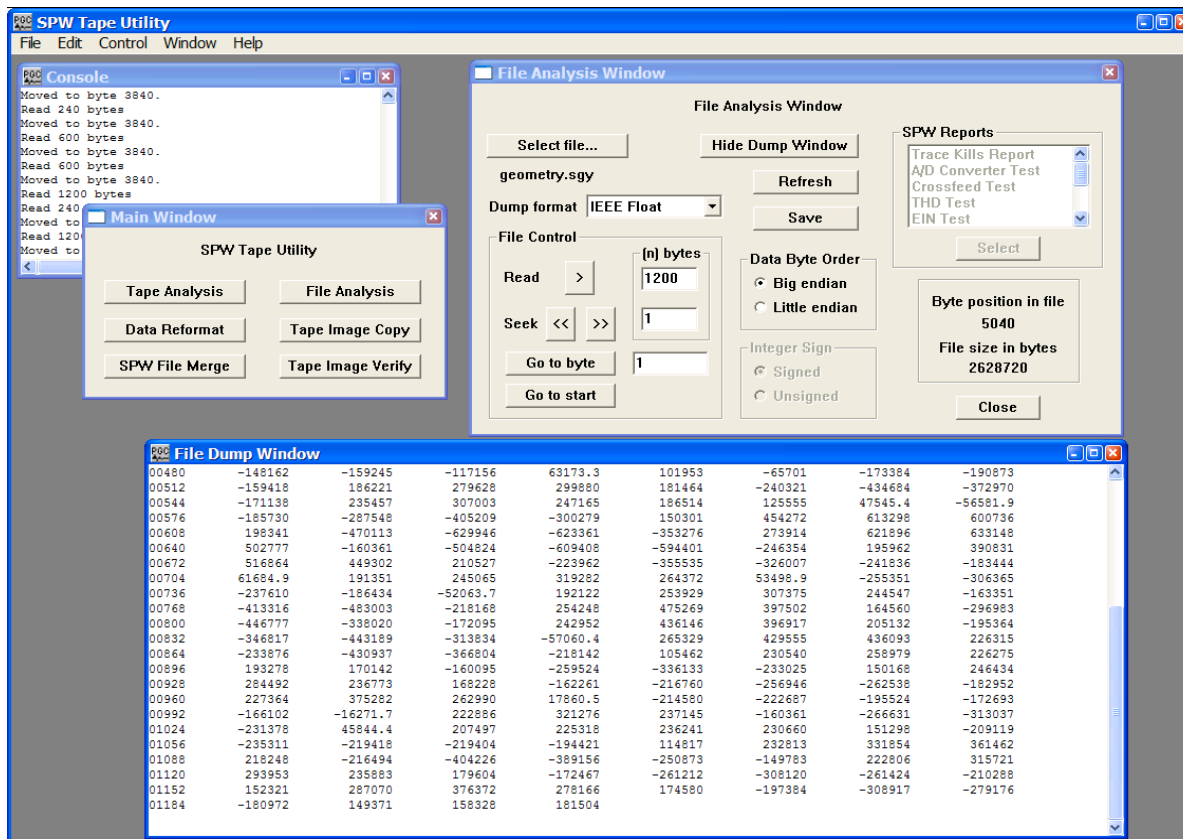 SPW Tape Utility
File Edit Control Window Help
Console
Moved to byte 3840.
Read 240 bytes
Moved to byte 3840.
Read 600 bytes
Moved to byte 3840.
Read 600 bytes
Moved to byte 3840.
Read 1200 bytes
Read 240
Moved to
Read 1200
Moved to
Main Window
SPW Tape Utility
Tape Analysis File Analysis
Data Reformat Tape Image Copy
SPW File Merge Tape Image Verify
File Analysis Window
File Analysis Window
Select file... Hide Dump Window
geometry.sgy Refresh
Dump format IEEE Float Save
File Control
(n) bytes
Read > 1200
Seek << >> 1
Go to byte 1
Go to start
Data Byte Order
Big endian
Little endian
Integer Sign
Signed
Unsigned
SPW Reports
Trace Kills Report
A/D Converter Test
Crossfeed Test
THD Test
EIN Test
Select
Byte position in file
5040
File size in bytes
2628720
Close
File Dump Window
00480 -148162 -159245 -117156 63173.3 101953 -65701 -173384 -190873
00512 -159418 186221 279628 299880 181464 -240321 -434684 -372970
00544 -171138 235457 307003 247165 186514 125555 47545.4 -56581.9
00576 -185730 -287548 -405209 -300279 150301 454272 613298 600736
00608 198341 -470113 -629946 -623361 -353276 273914 621896 633148
00640 502777 -160361 -504824 -609408 -594401 -246354 195962 390831
00672 516864 449302 210527 -223962 -355535 -326007 -241836 -183444
00704 61684.9 191351 245065 319282 264372 53498.9 -255351 -306365
00736 -237610 -186434 -52063.7 192122 253929 307375 244547 -163351
00768 -413316 -483003 -218168 254248 475269 397502 164560 -296983
00800 -446777 -338020 -172095 242952 436146 396917 205132 -195364
00832 -346817 -443189 -313834 -57060.4 265329 429555 436093 226315
00864 -233876 -430937 -366804 -218142 105462 230540 258979 226275
00896 193278 170142 -160095 -259524 -336133 -233025 150168 246434
00928 284492 236773 168228 -162261 -216760 -256946 -262538 -182952
00960 227364 375282 262990 17860.5 -214580 -222687 -195524 -172693
00992 -166102 -16271.7 222886 321276 237145 -160361 -266631 -313037
01024 -231378 45844.4 207497 225318 236241 230660 151298 -209119
01056 -235311 -219418 -219404 -194421 114817 232813 331854 361462
01088 218248 -216494 -404226 -389156 -250873 -149783 222806 315721
01120 293953 235883 179604 -172467 -261212 -308120 -261424 -210288
01152 152321 287070 376372 278166 174580 -197384 -308917 -279176
01184 -180972 149371 158328 181504